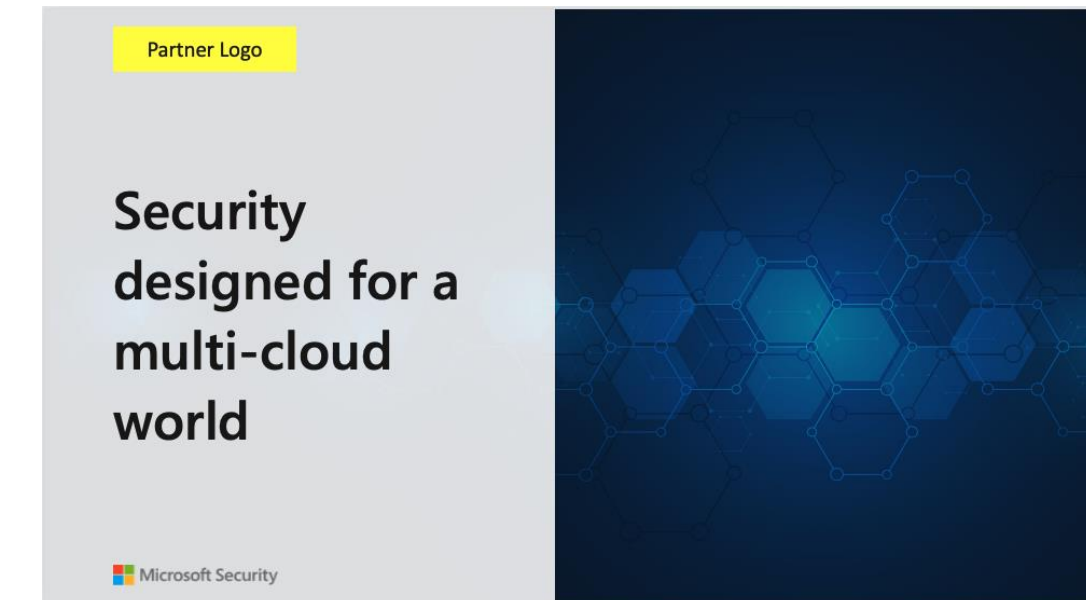 Partner Logo
Security
designed for a
multi-cloud
world
Microsoft Security